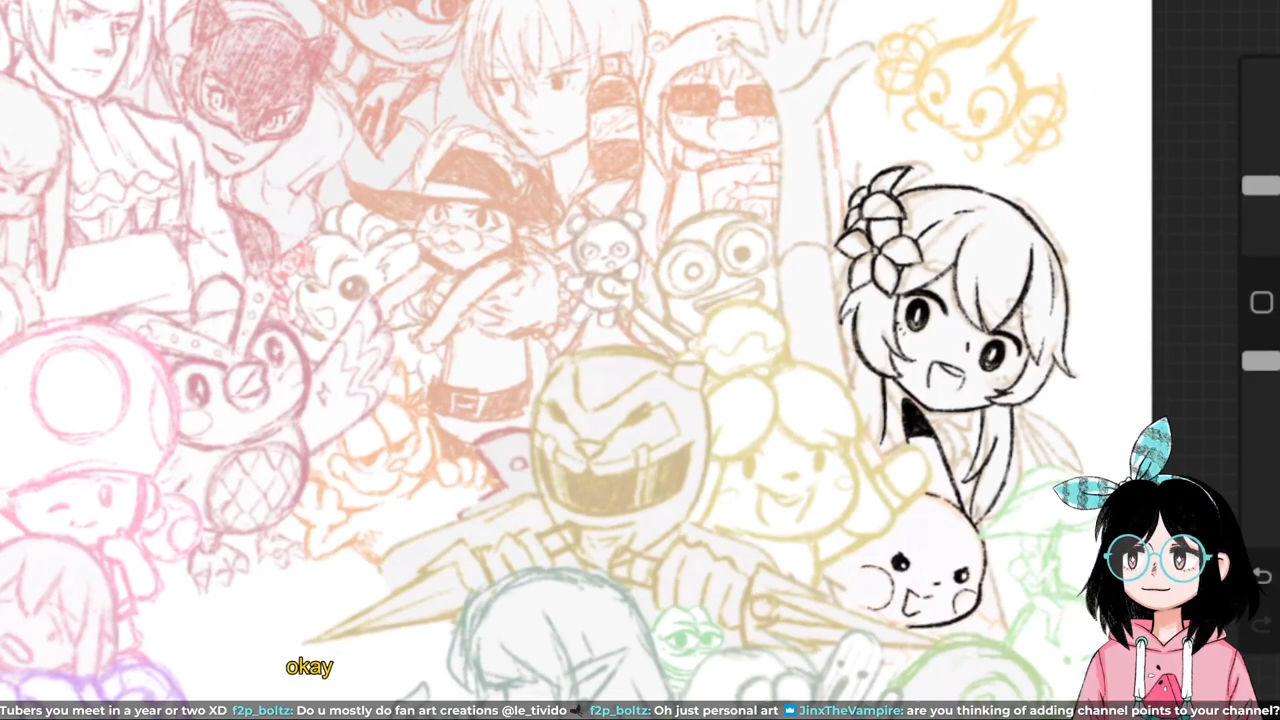 okay
Tubers you meet in a year or two XD f2p_boltz: Do u mostly do fan art creations @le_tivido f2p_boltz: Oh just personal art JinxTheVampire: are you thinking of adding channel points to your channel?